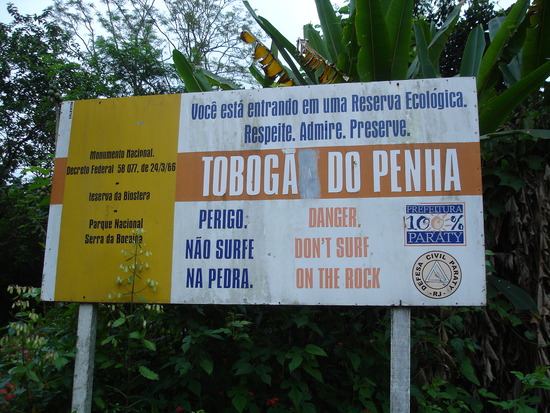 Você está entrando em uma Reserva Ecológica.
Respeite. Admire. Preserve.
Monumento Nacional.
Decreto Federal 58 077, de 24/3/66
Reserva da Biosfera
Parque Nacional
Serra da Bocaina
TOBOGÃ DO PENHA
PERIGO.
NÃO SURFE
NA PEDRA.
DANGER.
DON'T SURF
ON THE ROCK
PREFEITURA
100%
PARATY
DEFESA CIVIL PARATY
-RJ-